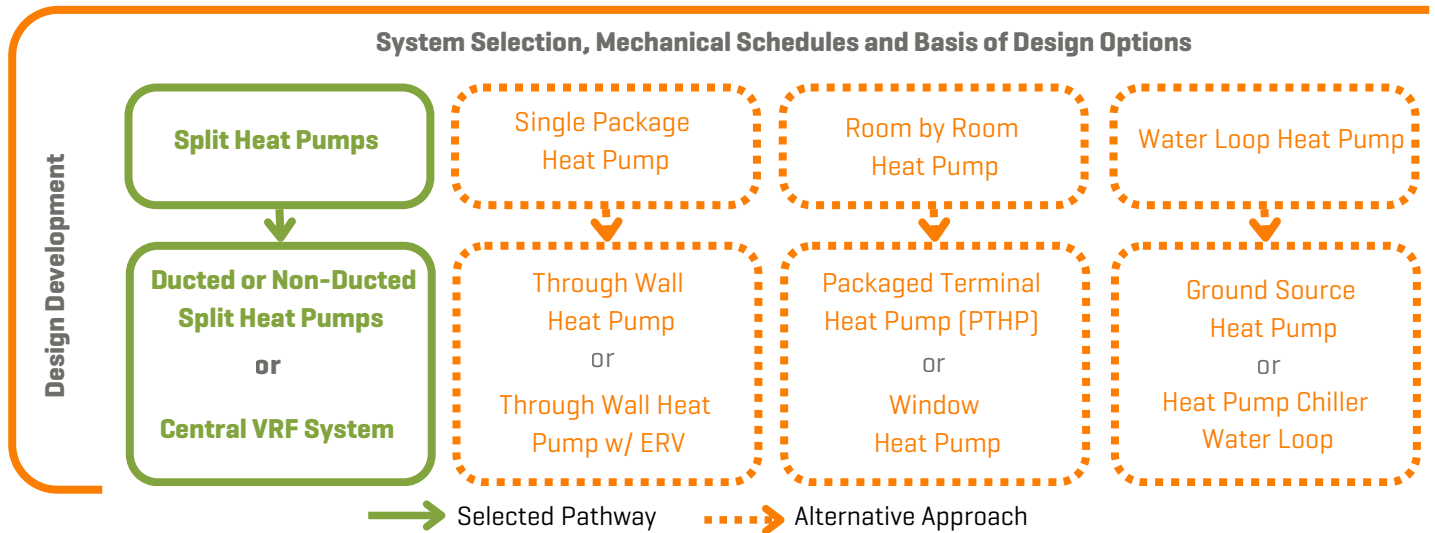 System Selection, Mechanical Schedules and Basis of Design Options
Design Development
Split Heat Pumps
Single Package
Heat Pump
Room by Room
Heat Pump
Water Loop Heat Pump
Ducted or Non-Ducted
Split Heat Pumps
or
Central VRF System
Through Wall
Heat Pump
or
Through Wall Heat
Pump w/ ERV
Packaged Terminal
Heat Pump (PTHP)
or
Window
Heat Pump
Ground Source
Heat Pump
or
Heat Pump Chiller
Water Loop
Selected Pathway
Alternative Approach